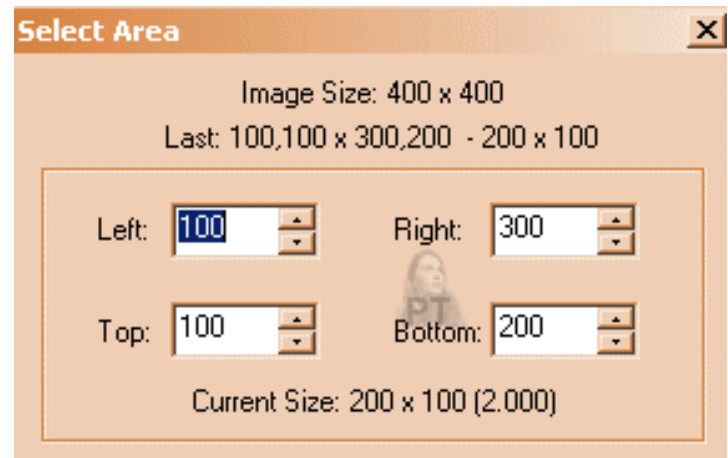 Select Area
Image Size: 400 x 400
Last: 100,100 x 300,200 - 200 x 100
Left: 100 Right: 300
PT
Top: 100 Bottom: 200
Current Size: 200 x 100 (2.000)